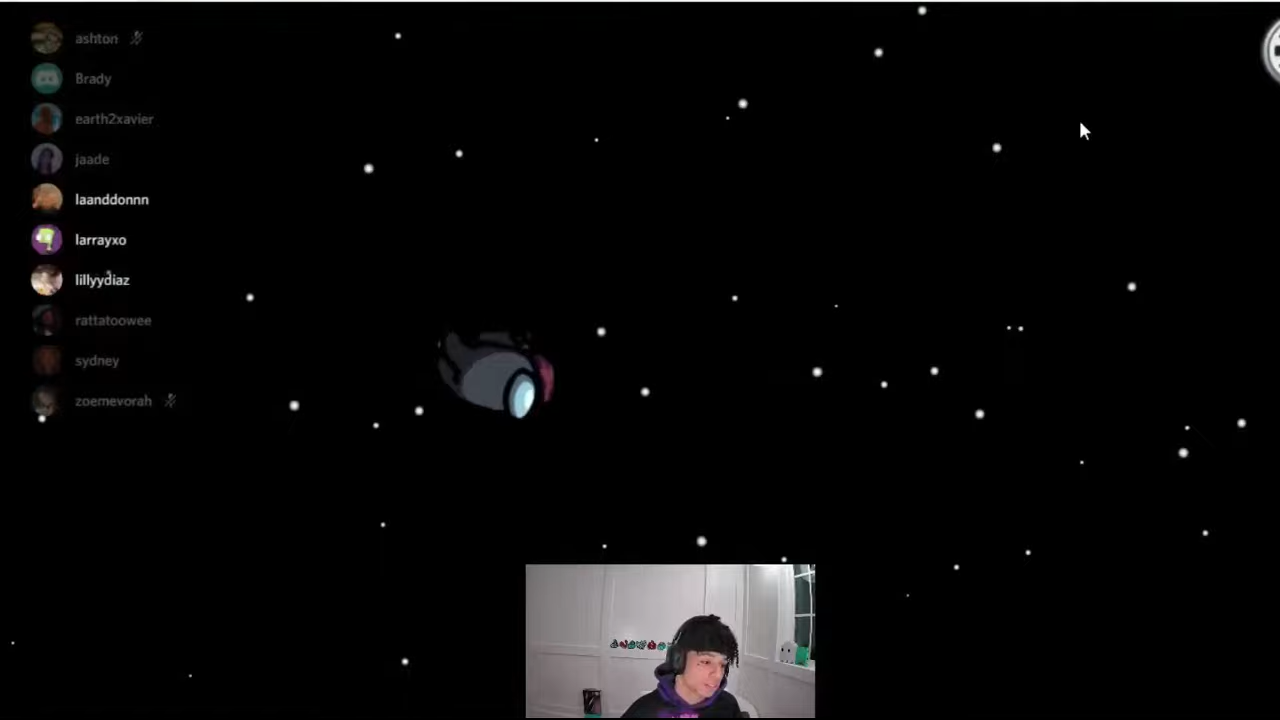 ashton
Brady
earth2xavier
jaade
laanddonnn
larrayxo
lillyydiaz
rattatoowee
sydney
zoemevorah